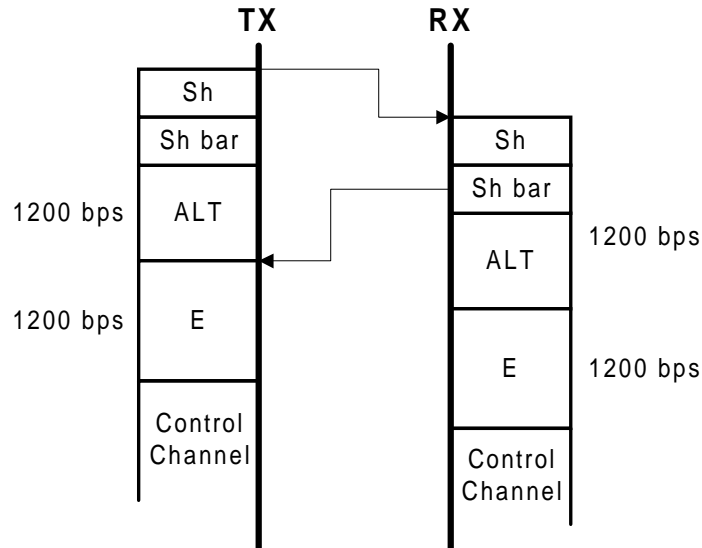 TX RX
Sh
Sh bar
1200 bps ALT
1200 bps E
Control
Channel
Sh
Sh bar
ALT 1200 bps
E 1200 bps
Control
Channel